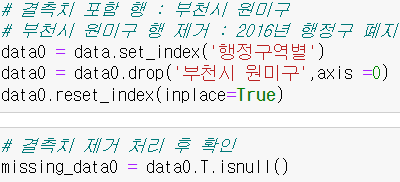 # 결측치 포함 행 : 부천시 원미구
# 부천시 원미구 행 제거 : 2016년 행정구 폐지
data0 = data.set_index('행정구역별')
data0 = data0.drop('부천시 원미구',axis =0)
data0.reset_index(inplace=True)
# 결측치 제거 처리 후 확인
missing_data0 = data0.T.isnull()